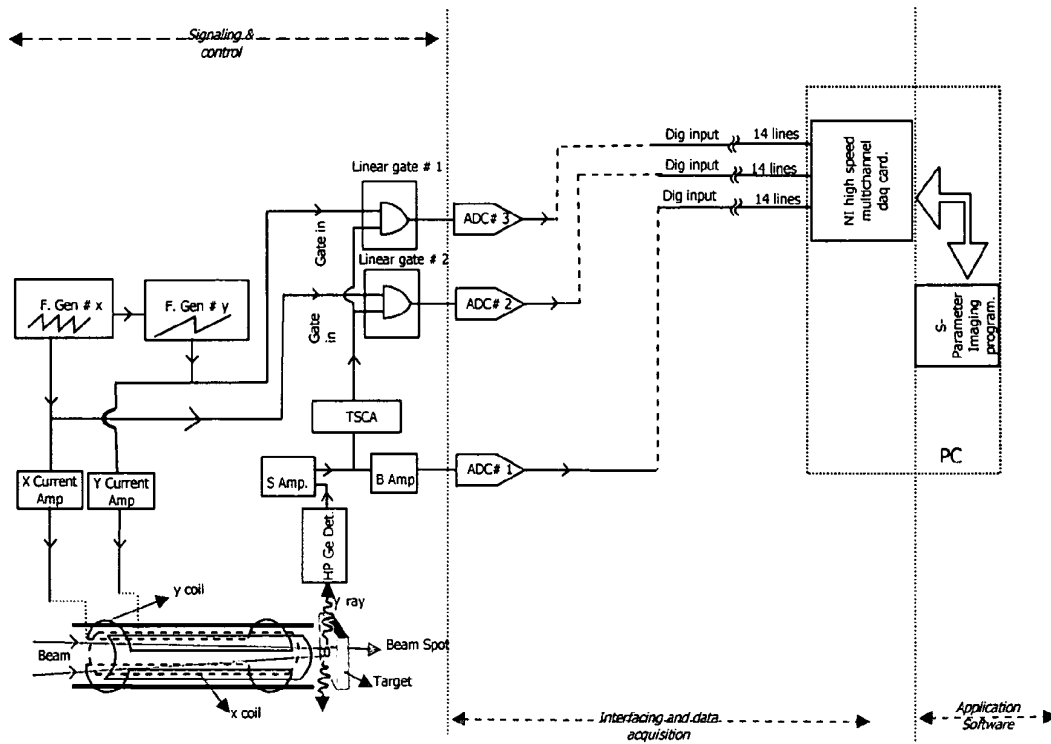 Signaling &
control
Dig input
14 lines
Dig input
14 lines
Dig input
14 lines
NI high speed
multichannel
daq card.
Linear gate # 1
Gate in
ADC# 3
Linear gate # 2
Gate
in
ADC# 2
F. Gen # x
F. Gen # y
S-
Parameter
Imaging
program.
TSCA
PC
X Current
Amp
Y Current
Amp
S Amp.
B Amp
ADC# 1
HP Ge Det.
γ ray
y coil
Beam
Beam Spot
Target
x coil
Interfacing and data
acquisition
Application
Software